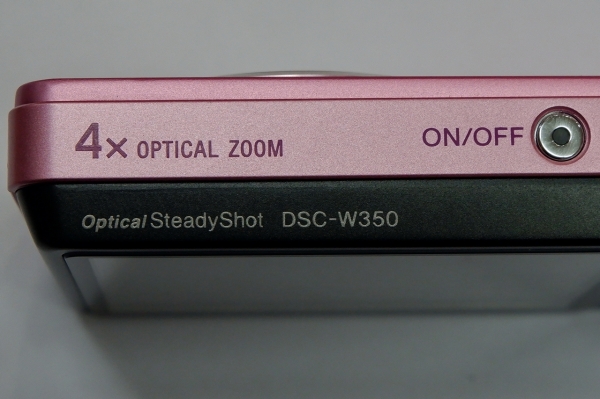 4x OPTICAL ZOOM ON/OFF
Optical SteadyShot DSC-W350